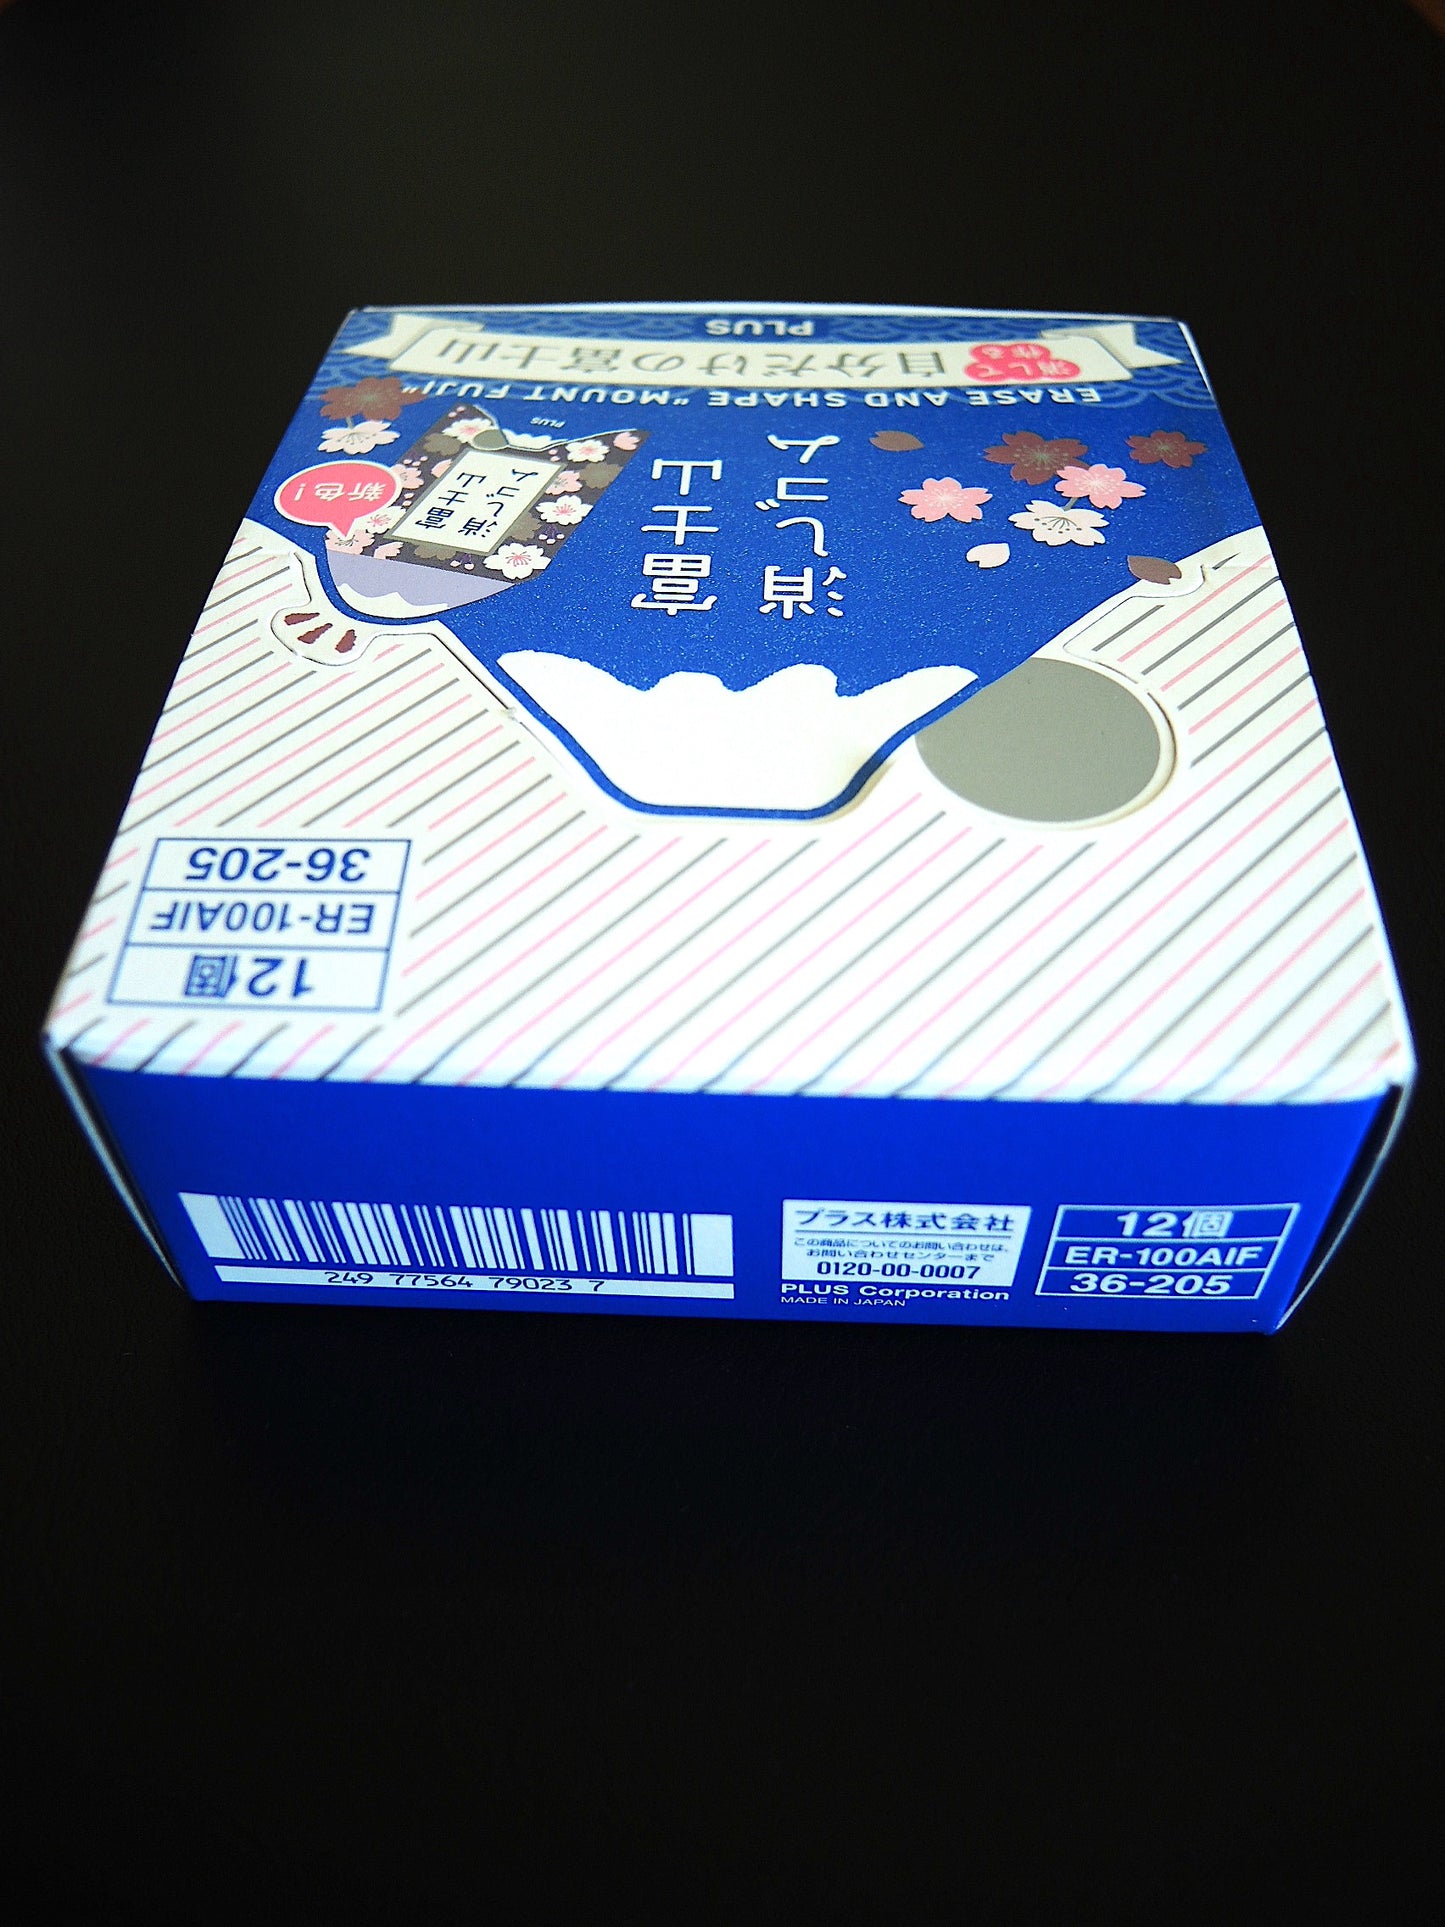 PLUS
消して
作る
自分だけの富士山
ERASE AND SHAPE "MOUNT FUJI"
消しゴム
富士山
PLUS
消しゴム
富士山
新色!
36-205
ER-100AIF
12個
249 77564 79023 7
プラス株式会社
この商品についてのお問い合わせは、
お問い合わせセンターまで
0120-00-0007
PLUS Corporation
MADE IN JAPAN
12個
ER-100AIF
36-205